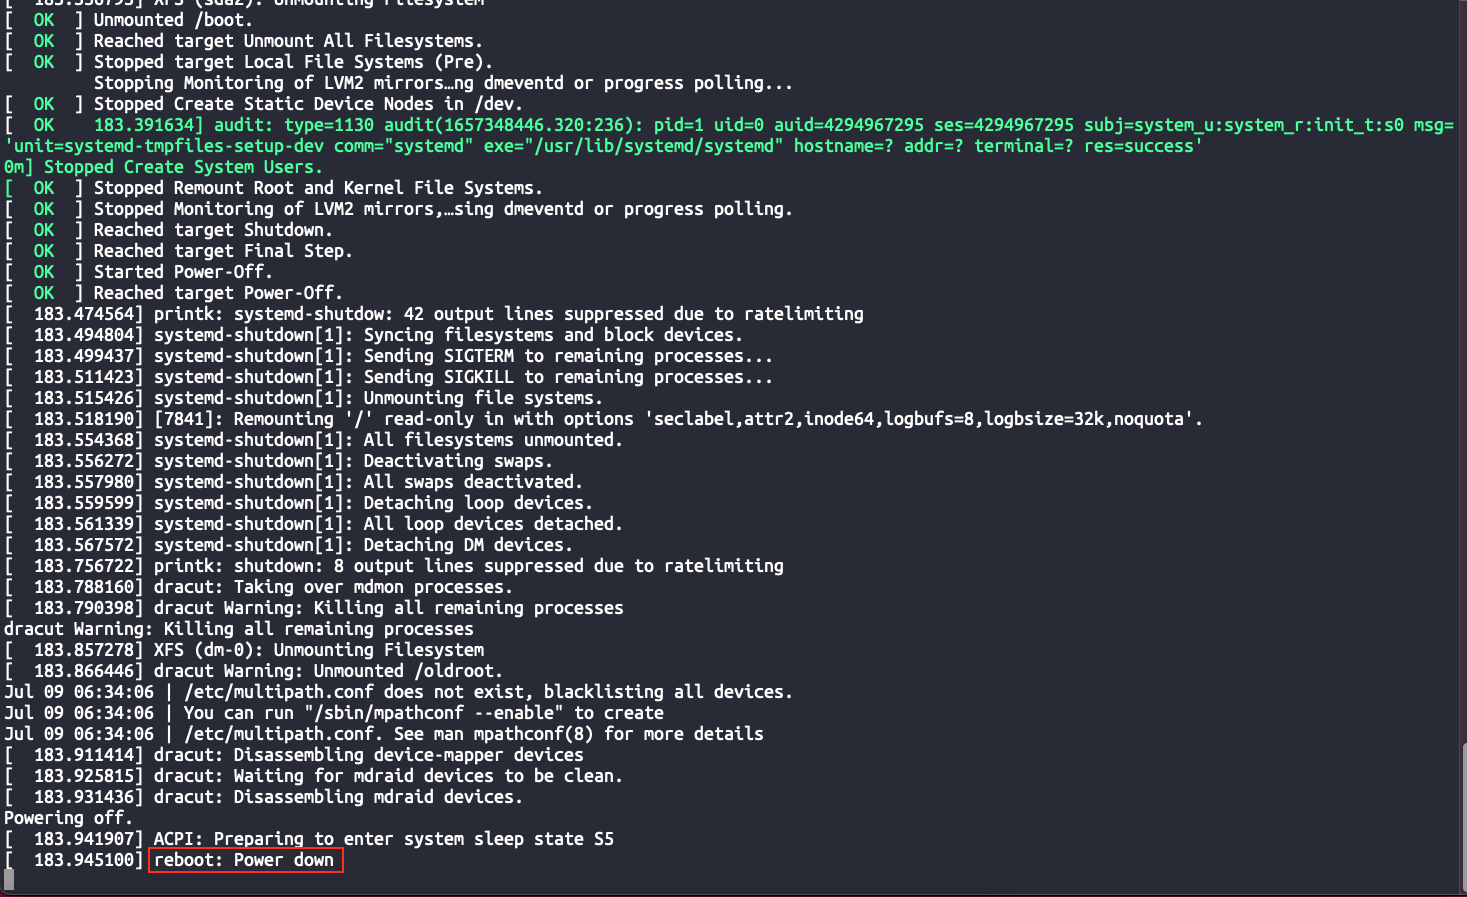 [  183.350793] XFS (sda2): Unmounting Filesystem
[  OK  ] Unmounted /boot.
[  OK  ] Reached target Unmount All Filesystems.
[  OK  ] Stopped target Local File Systems (Pre).
         Stopping Monitoring of LVM2 mirrors…ng dmeventd or progress polling...
[  OK  ] Stopped Create Static Device Nodes in /dev.
[  OK    183.391634] audit: type=1130 audit(1657348446.320:236): pid=1 uid=0 auid=4294967295 ses=4294967295 subj=system_u:system_r:init_t:s0 msg=
'unit=systemd-tmpfiles-setup-dev comm="systemd" exe="/usr/lib/systemd/systemd" hostname=? addr=? terminal=? res=success'
0m] Stopped Create System Users.
[  OK  ] Stopped Remount Root and Kernel File Systems.
[  OK  ] Stopped Monitoring of LVM2 mirrors,…sing dmeventd or progress polling.
[  OK  ] Reached target Shutdown.
[  OK  ] Reached target Final Step.
[  OK  ] Started Power-Off.
[  OK  ] Reached target Power-Off.
[  183.474564] printk: systemd-shutdow: 42 output lines suppressed due to ratelimiting
[  183.494804] systemd-shutdown[1]: Syncing filesystems and block devices.
[  183.499437] systemd-shutdown[1]: Sending SIGTERM to remaining processes...
[  183.511423] systemd-shutdown[1]: Sending SIGKILL to remaining processes...
[  183.515426] systemd-shutdown[1]: Unmounting file systems.
[  183.518190] [7841]: Remounting '/' read-only in with options 'seclabel,attr2,inode64,logbufs=8,logbsize=32k,noquota'.
[  183.554368] systemd-shutdown[1]: All filesystems unmounted.
[  183.556272] systemd-shutdown[1]: Deactivating swaps.
[  183.557980] systemd-shutdown[1]: All swaps deactivated.
[  183.559599] systemd-shutdown[1]: Detaching loop devices.
[  183.561339] systemd-shutdown[1]: All loop devices detached.
[  183.567572] systemd-shutdown[1]: Detaching DM devices.
[  183.756722] printk: shutdown: 8 output lines suppressed due to ratelimiting
[  183.788160] dracut: Taking over mdmon processes.
[  183.790398] dracut Warning: Killing all remaining processes
dracut Warning: Killing all remaining processes
[  183.857278] XFS (dm-0): Unmounting Filesystem
[  183.866446] dracut Warning: Unmounted /oldroot.
Jul 09 06:34:06 | /etc/multipath.conf does not exist, blacklisting all devices.
Jul 09 06:34:06 | You can run "/sbin/mpathconf --enable" to create
Jul 09 06:34:06 | /etc/multipath.conf. See man mpathconf(8) for more details
[  183.911414] dracut: Disassembling device-mapper devices
[  183.925815] dracut: Waiting for mdraid devices to be clean.
[  183.931436] dracut: Disassembling mdraid devices.
Powering off.
[  183.941907] ACPI: Preparing to enter system sleep state S5
[  183.945100] reboot: Power down